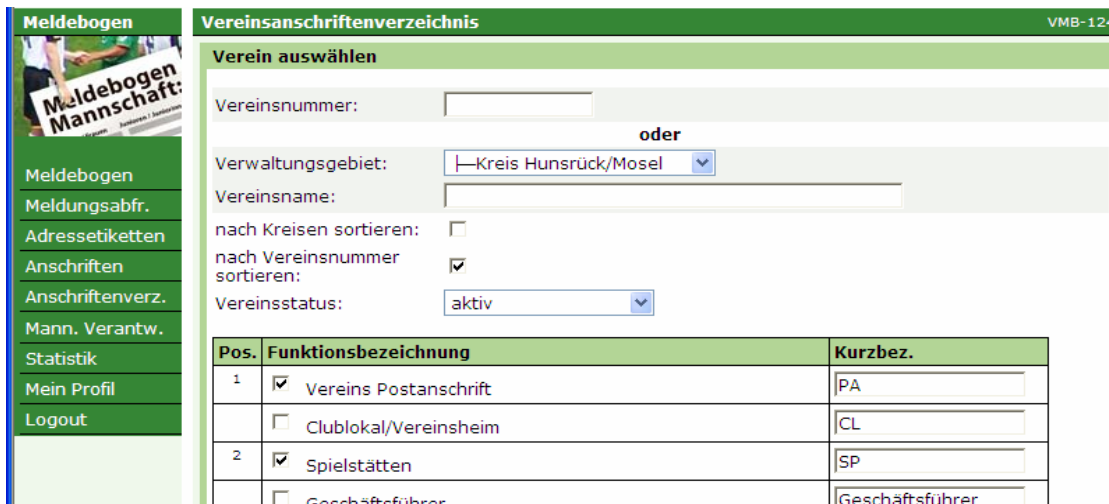 Meldebogen
Vereinsanschriftenverzeichnis
VMB-124
Meldebogen
Mannschaft:
Verein auswählen
Vereinsnummer:
oder
Verwaltungsgebiet: ├─Kreis Hunsrück/Mosel
Vereinsname:
nach Kreisen sortieren:
nach Vereinsnummer
sortieren:
Vereinsstatus: aktiv
Meldebogen
Meldungsabfr.
Adressetiketten
Anschriften
Anschriftenverz.
Mann. Verantw.
Statistik
Mein Profil
Logout
Pos. Funktionsbezeichnung Kurzbez.
1 Vereins Postanschrift PA
Clublokal/Vereinsheim CL
2 Spielstätten SP
Geschäftsführer Geschäftsführer